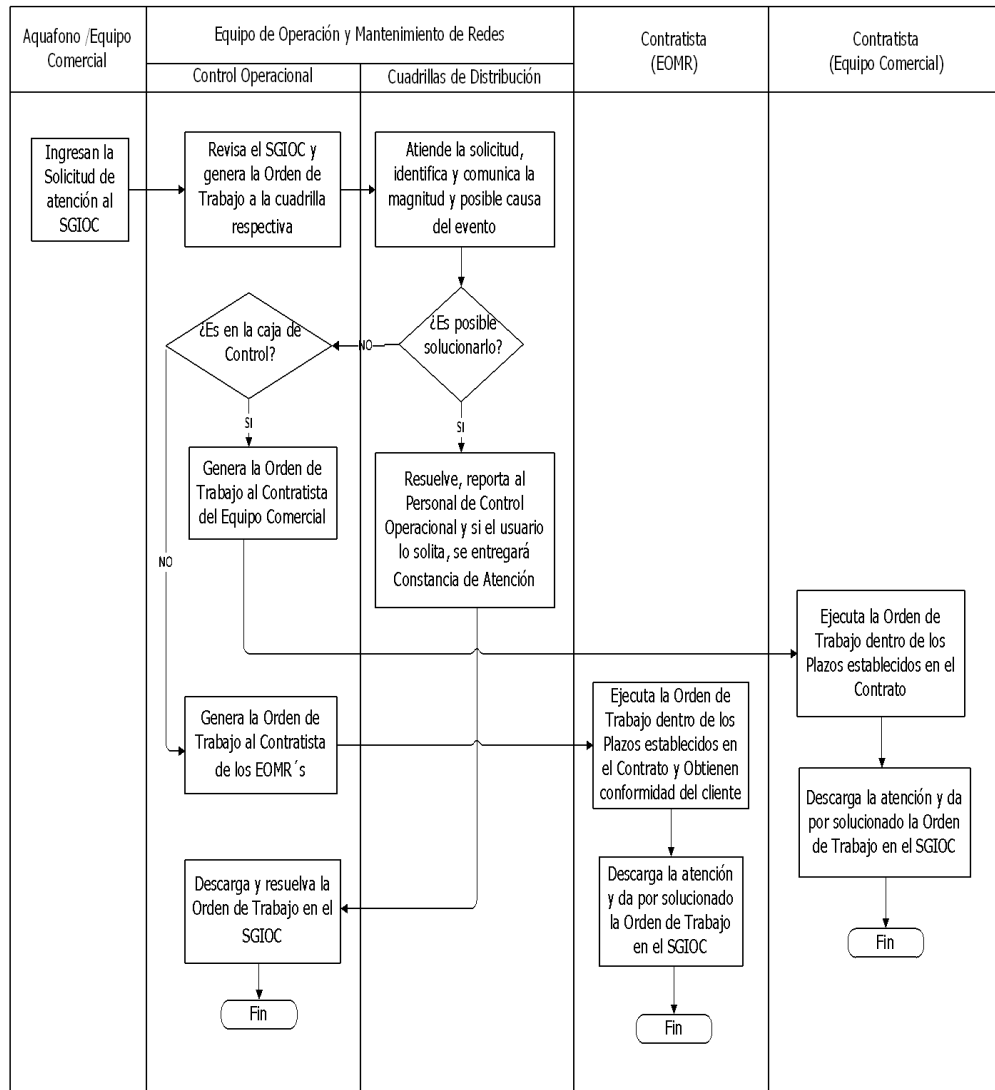 Aquafono /Equipo
Comercial
Equipo de Operación y Mantenimiento de Redes
Control Operacional
Cuadrillas de Distribución
Contratista
(EOMR)
Contratista
(Equipo Comercial)
Ingresan la
Solicitud de
atención al
SGIOC
Revisa el SGIOC y
genera la Orden de
Trabajo a la cuadrilla
respectiva
Atiende la solicitud,
identifica y comunica la
magnitud y posible causa
del evento
¿Es en la caja de
Control?
NO
¿Es posible
solucionarlo?
SI
SI
Genera la Orden de
Trabajo al Contratista
del Equipo Comercial
Resuelve, reporta al
Personal de Control
Operacional y si el usuario
lo solita, se entregará
Constancia de Atención
NO
Ejecuta la Orden de
Trabajo dentro de los
Plazos establecidos en el
Contrato
Genera la Orden de
Trabajo al Contratista
de los EOMR´s
Ejecuta la Orden de
Trabajo dentro de los
Plazos establecidos en
el Contrato y Obtienen
conformidad del cliente
Descarga la atención y da
por solucionado la Orden
de Trabajo en el SGIOC
Descarga y resuelva la
Orden de Trabajo en el
SGIOC
Descarga la atención
y da por solucionado
la Orden de Trabajo
en el SGIOC
Fin
Fin
Fin